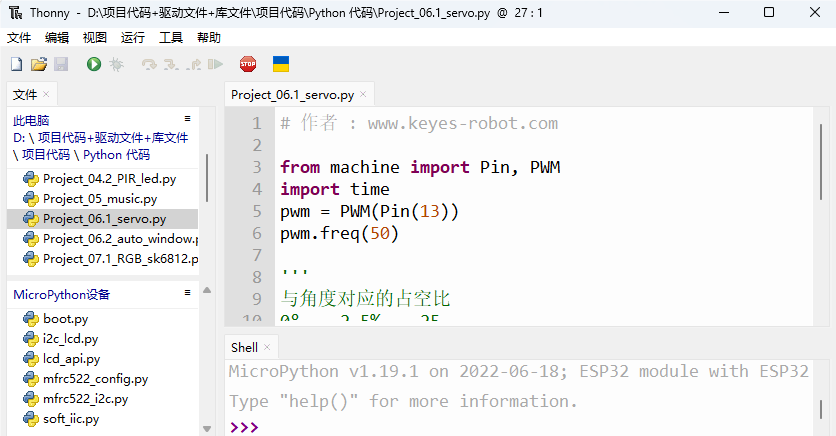 Thonny - D:\项目代码+驱动文件+库文件\项目代码\Python 代码\Project_06.1_servo.py @ 27 : 1
文件 编辑 视图 运行 工具 帮助
STOP
文件 ×
此电脑
D: \ 项目代码+驱动文件+库文件
\ 项目代码 \ Python 代码
Project_04.2_PIR_led.py
Project_05_music.py
Project_06.1_servo.py
Project_06.2_auto_window.p
Project_07.1_RGB_sk6812.p
MicroPython设备
boot.py
i2c_lcd.py
lcd_api.py
mfrc522_config.py
mfrc522_i2c.py
soft_iic.py
Project_06.1_servo.py ×
1 # 作者 : www.keyes-robot.com
2
3 from machine import Pin, PWM
4 import time
5 pwm = PWM(Pin(13))
6 pwm.freq(50)
7
8 '''
9 与角度对应的占空比
10 0° 2.5% 25
Shell ×
MicroPython v1.19.1 on 2022-06-18; ESP32 module with ESP32
Type "help()" for more information.
>>>